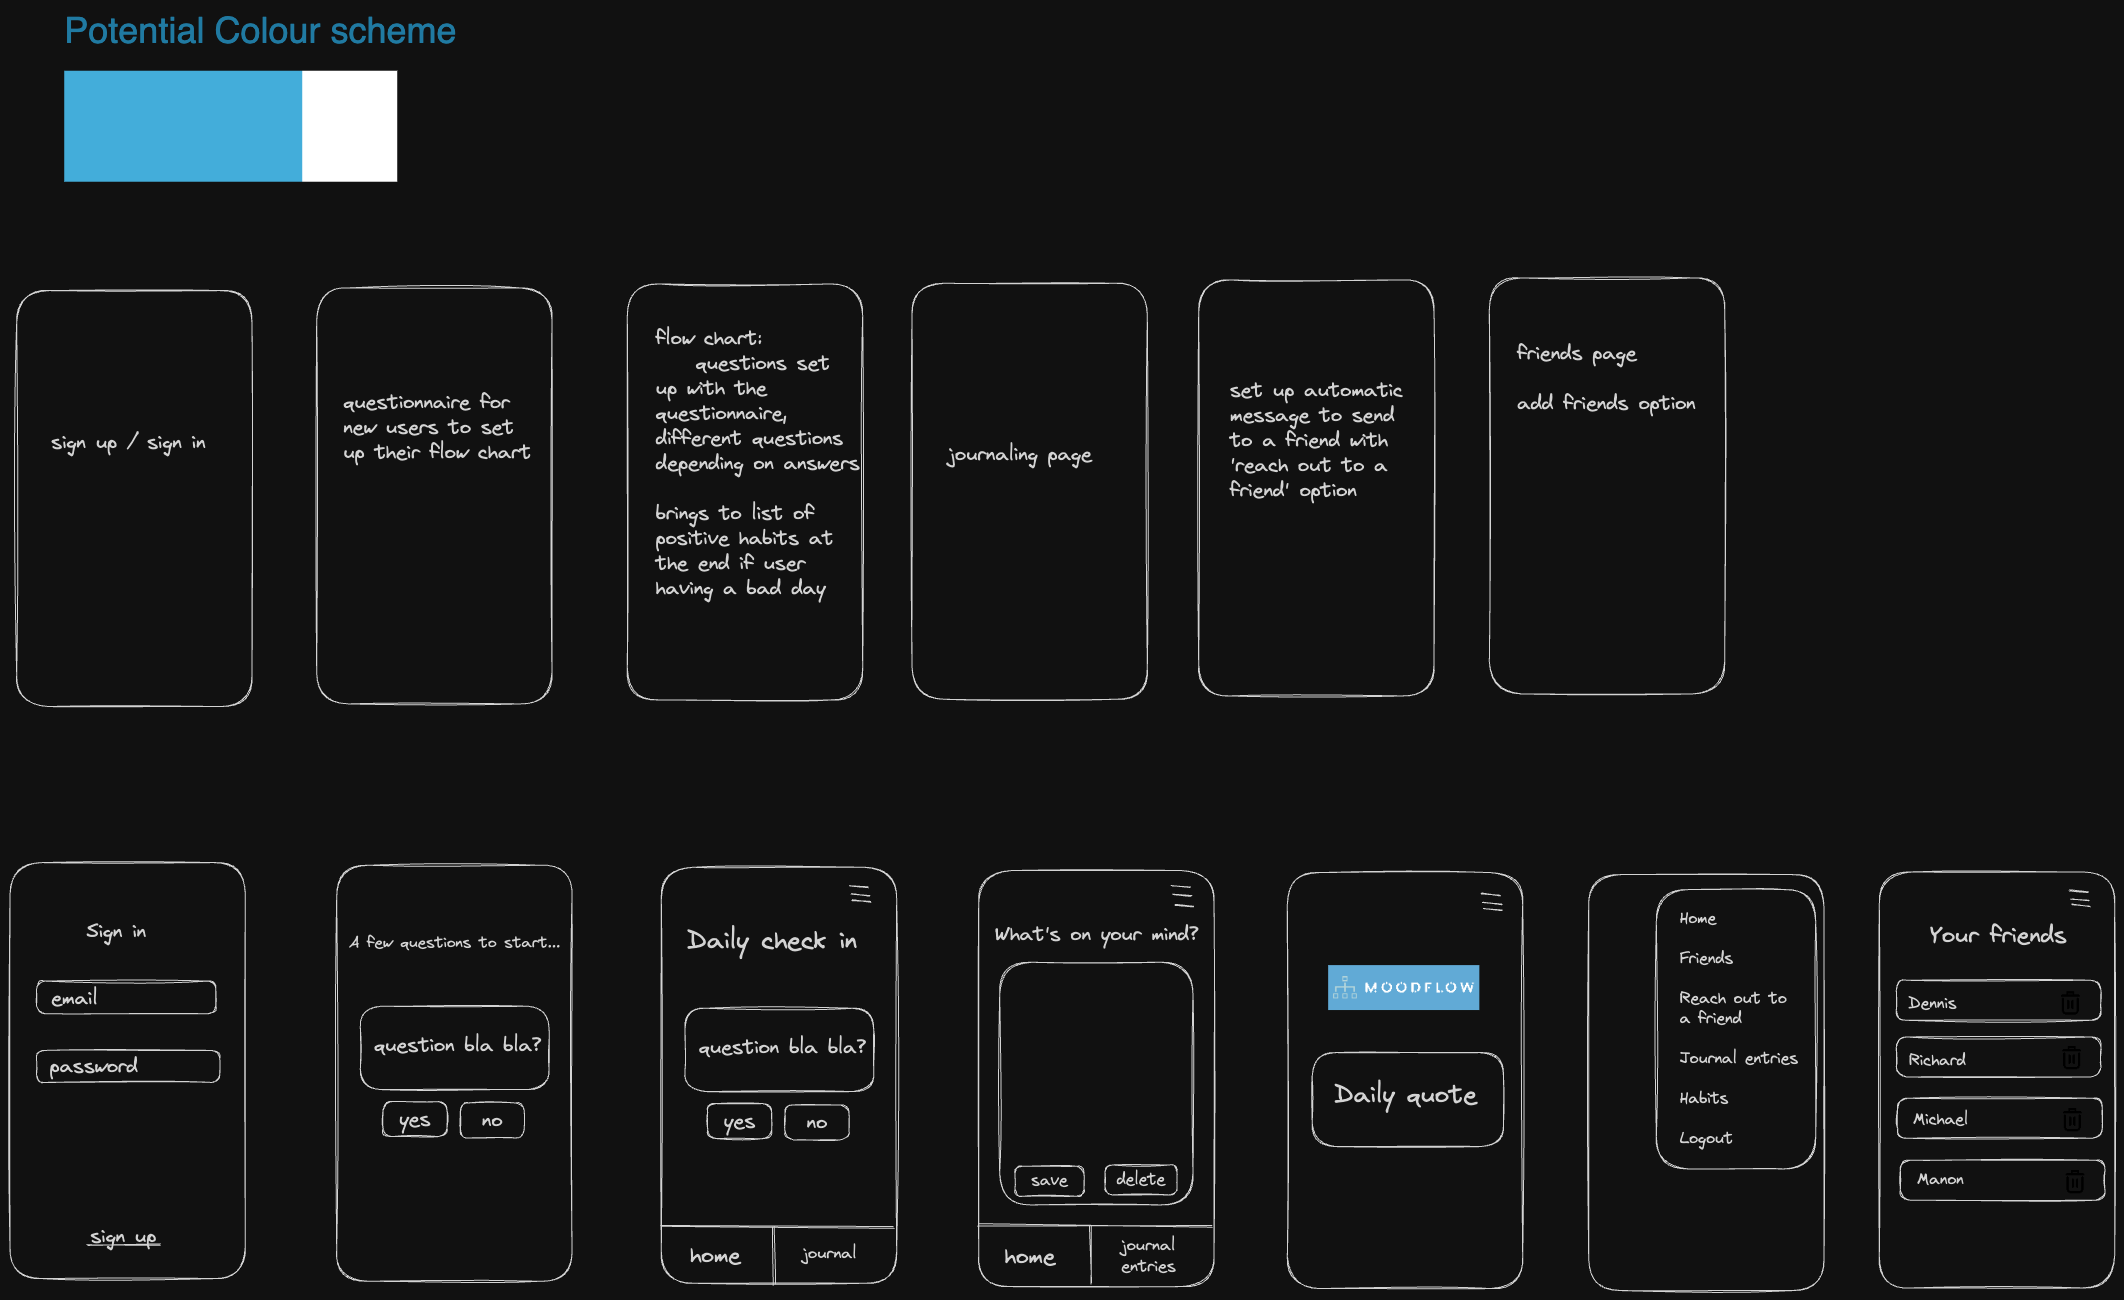 Potential Colour scheme
sign up / sign in
questionnaire for
new users to set
up their flow chart
flow chart:
questions set
up with the
questionnaire,
different questions
depending on answers
brings to list of
positive habits at
the end if user
having a bad day
journaling page
set up automatic
message to send
to a friend with
'reach out to a
friend' option
friends page
add friends option
Sign in
email
password
sign up
A few questions to start...
question bla bla?
yes
no
Daily check in
question bla bla?
yes
no
home
journal
What's on your mind?
save
delete
home
journal
entries
MOODFLOW
Daily quote
Home
Friends
Reach out to
a friend
Journal entries
Habits
Logout
Your friends
Dennis
Richard
Michael
Manon